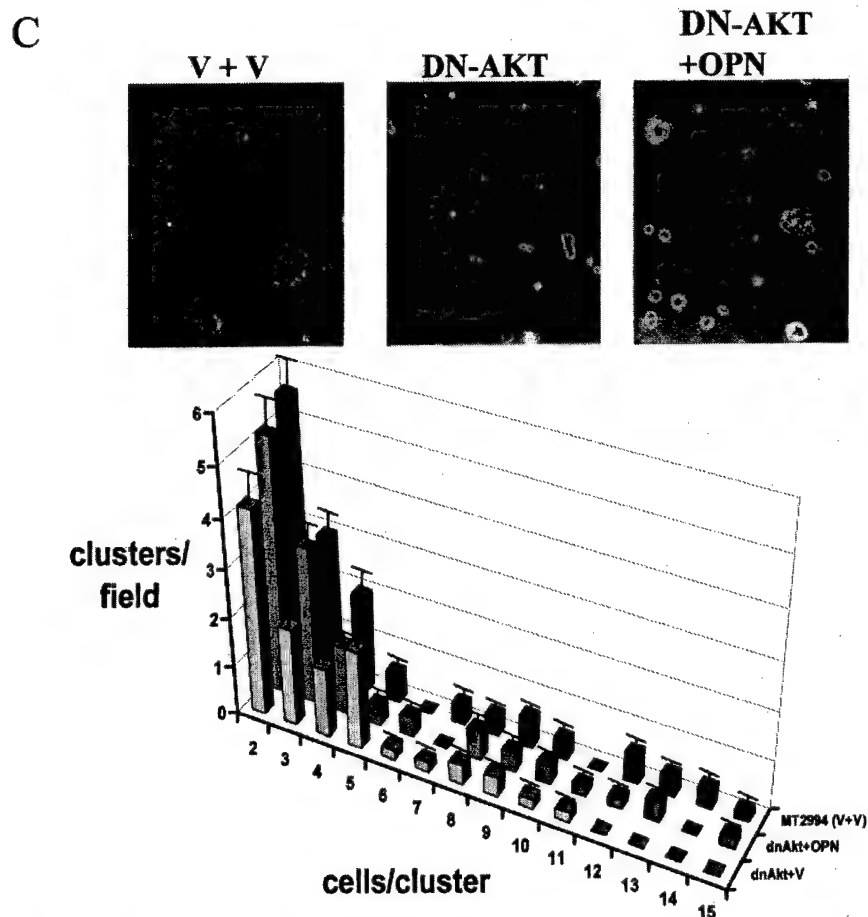 C
V + V
DN-AKT
DN-AKT
+OPN
6
5
4
3
2
1
0
clusters/
field
2
3
4
5
6
7
8
9
10
11
12
13
14
15
cells/cluster
MT2994 (V+V)
dnAkt+OPN
dnAkt+V